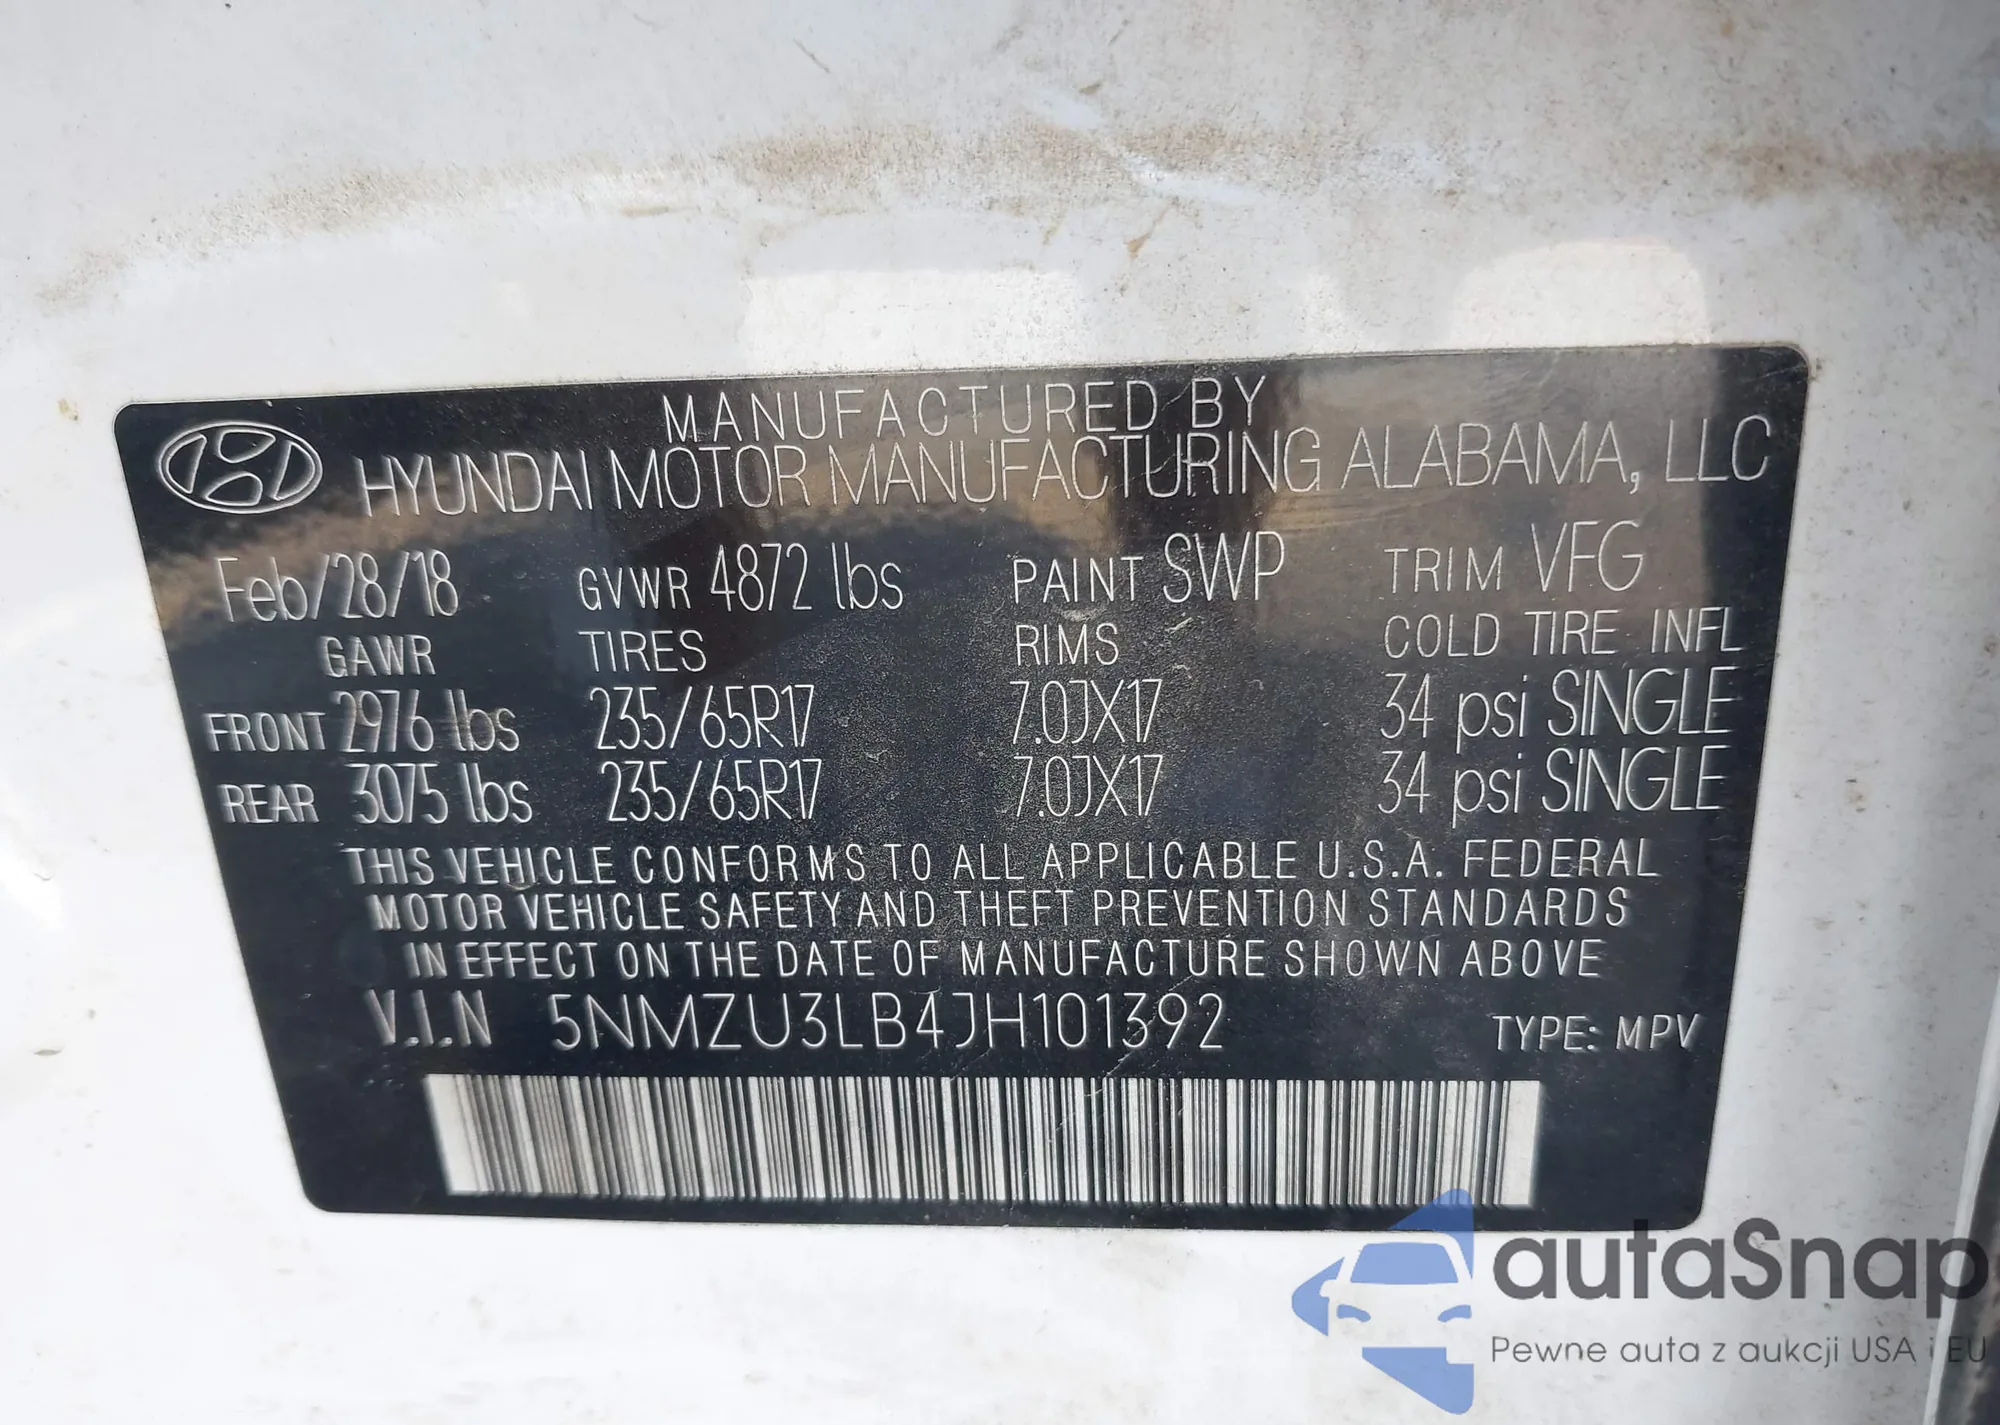 MANUFACTURED BY
HYUNDAI MOTOR MANUFACTURING ALABAMA, LLC
Feb/28/18 GVWR 4872 lbs PAINT SWP TRIM VFG
GAWR TIRES RIMS COLD TIRE INFL
FRONT 2976 lbs 235/65R17 7.0JX17 34 psi SINGLE
REAR 3075 lbs 235/65R17 7.0JX17 34 psi SINGLE
THIS VEHICLE CONFORMS TO ALL APPLICABLE U.S.A. FEDERAL
MOTOR VEHICLE SAFETY AND THEFT PREVENTION STANDARDS
IN EFFECT ON THE DATE OF MANUFACTURE SHOWN ABOVE
V.I.N 5NMZU3LB4JH101392 TYPE: MPV
autaSnap
Pewne auta z aukcji USA i EU